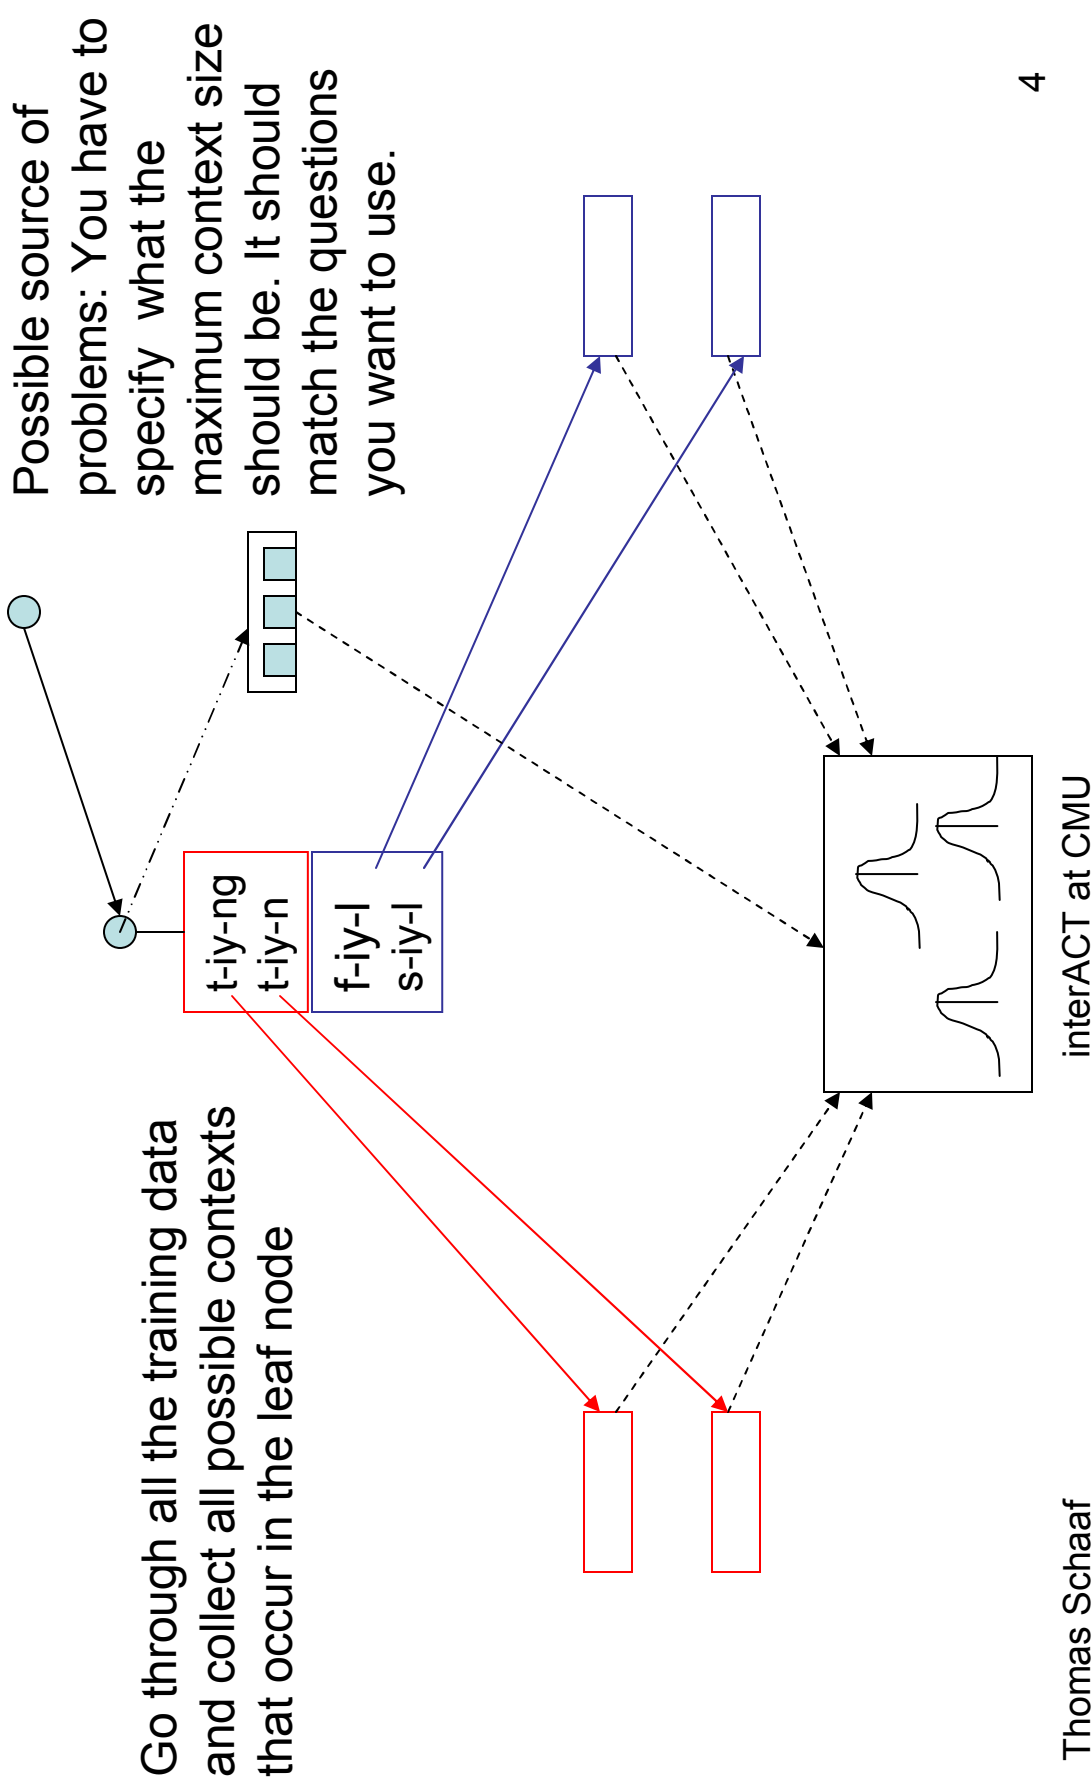 Go through all the training data
and collect all possible contexts
that occur in the leaf node
t-iy-ng
t-iy-n
f-iy-l
s-iy-l
Possible source of
problems: You have to
specify  what the
maximum context size
should be. It should
match the questions
you want to use.
Thomas Schaaf
interACT at CMU
4